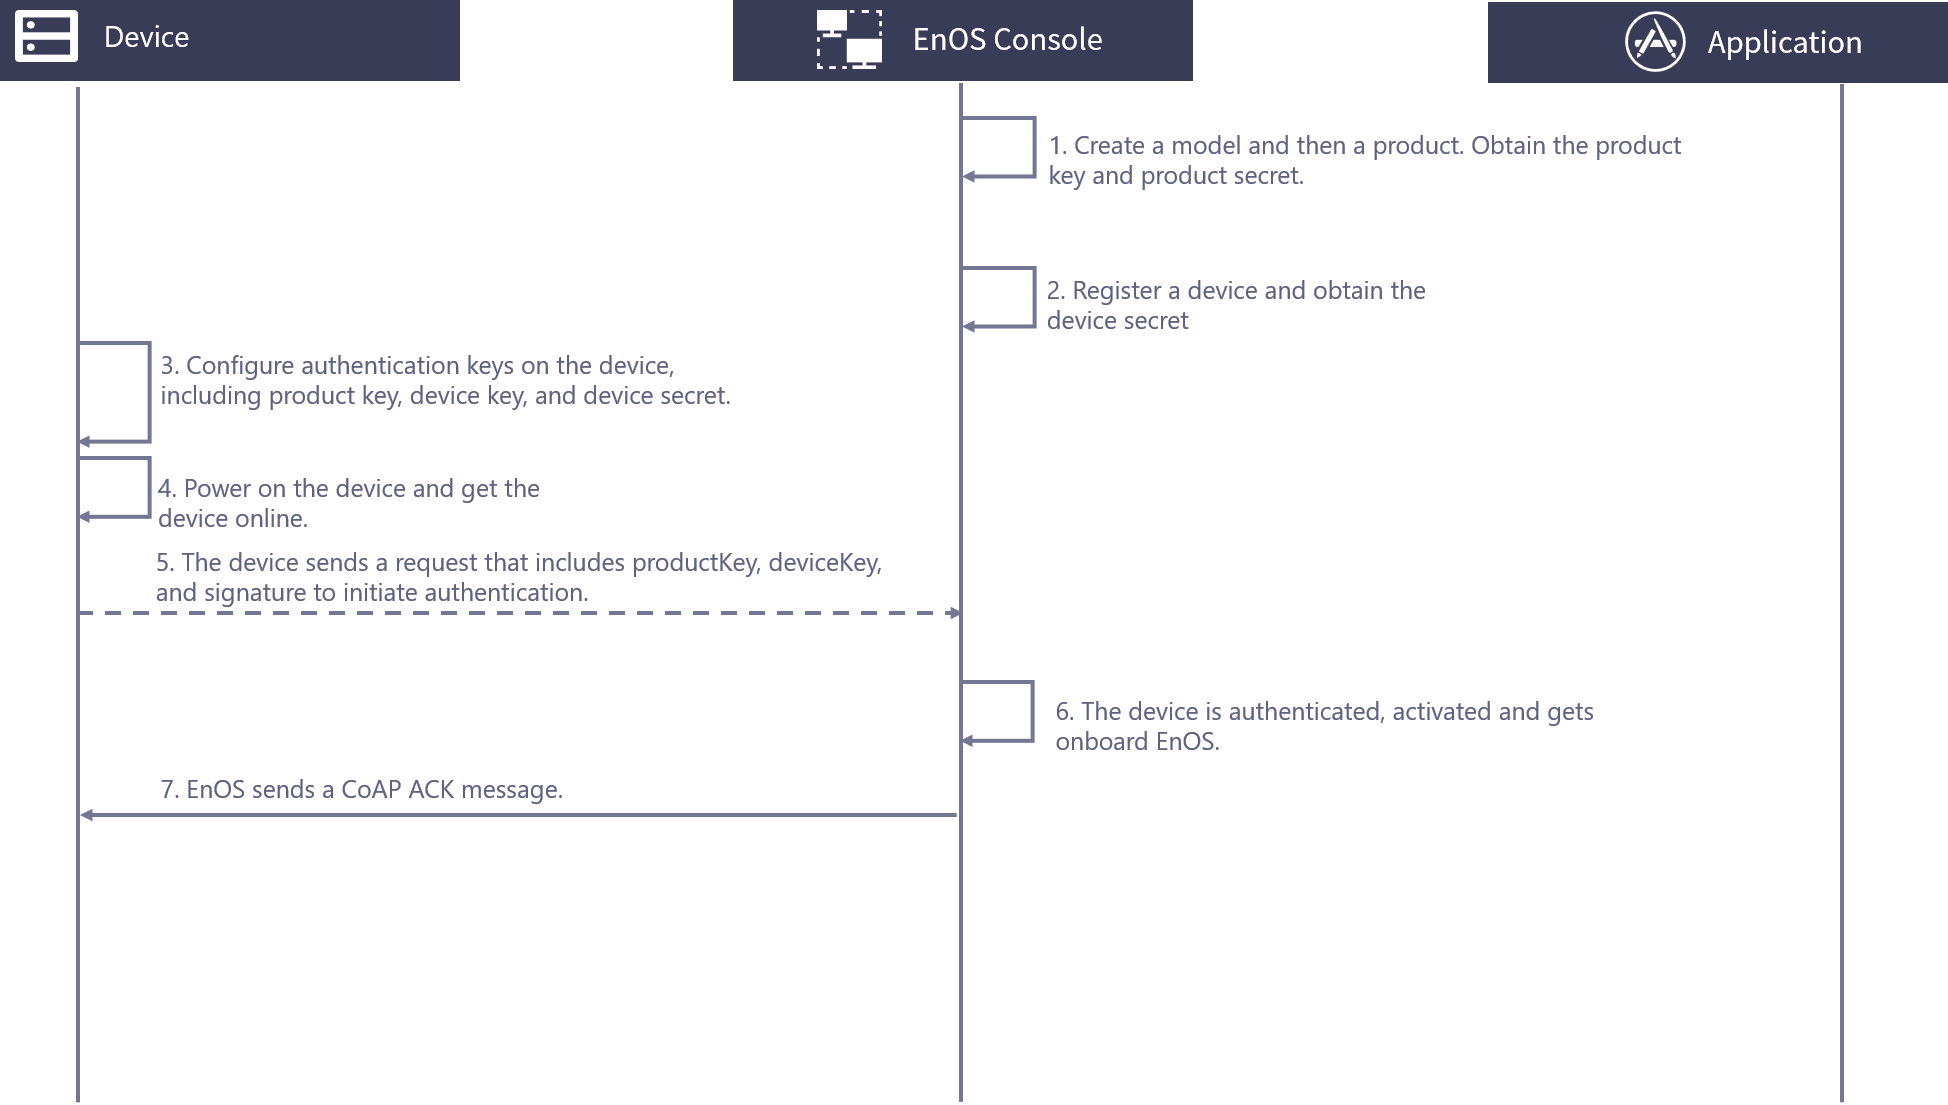 Device
EnOS Console
Application
1. Create a model and then a product. Obtain the product
key and product secret.
2. Register a device and obtain the
device secret
3. Configure authentication keys on the device,
including product key, device key, and device secret.
4. Power on the device and get the
device online.
5. The device sends a request that includes productKey, deviceKey,
and signature to initiate authentication.
6. The device is authenticated, activated and gets
onboard EnOS.
7. EnOS sends a CoAP ACK message.